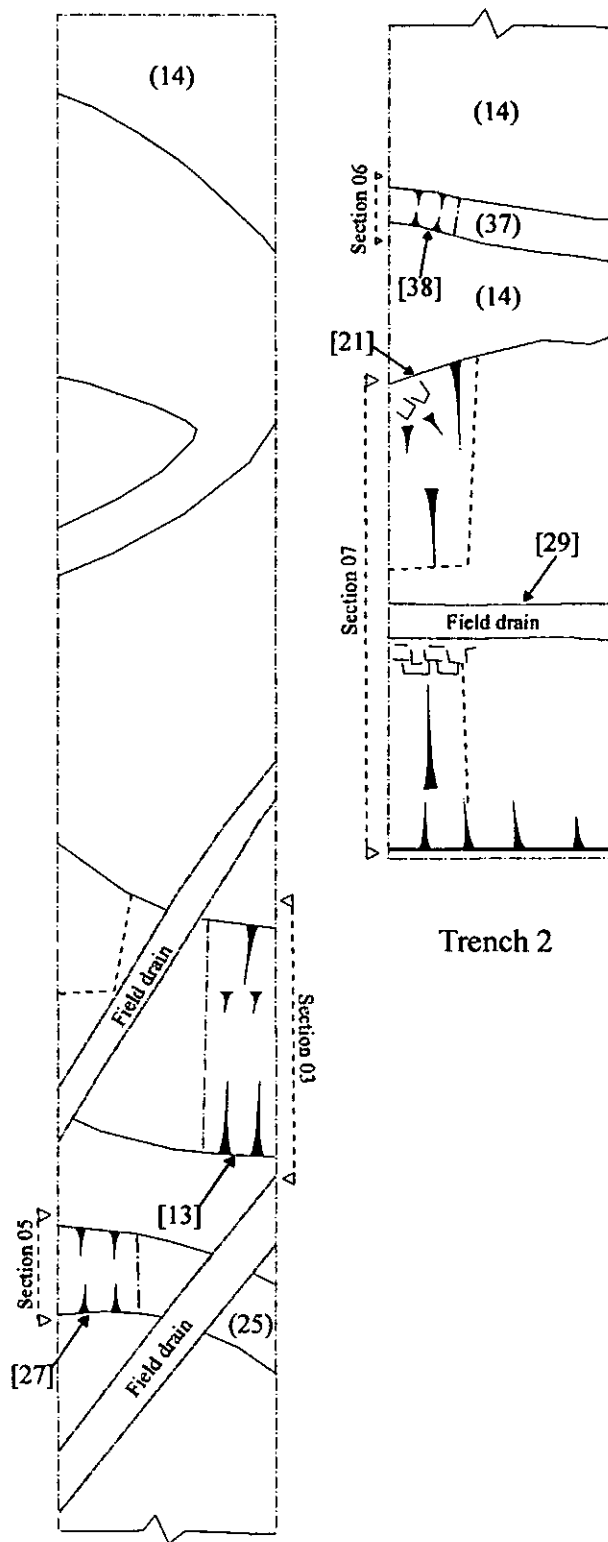 (14)
Field drain
Section 03
[13]
Section 05
(25)
[27]
Field drain
(14)
Section 06
(37)
[38]
(14)
[21]
Section 07
[29]
Field drain
Trench 2